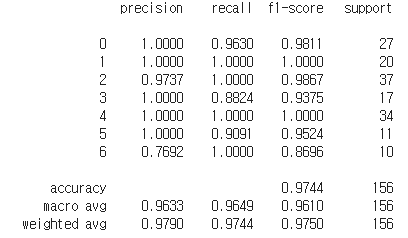 precision recall f1-score support
0 1.0000 0.9630 0.9811 27
1 1.0000 1.0000 1.0000 20
2 0.9737 1.0000 0.9867 37
3 1.0000 0.8824 0.9375 17
4 1.0000 1.0000 1.0000 34
5 1.0000 0.9091 0.9524 11
6 0.7692 1.0000 0.8696 10
accuracy 0.9744 156
macro avg 0.9633 0.9649 0.9610 156
weighted avg 0.9790 0.9744 0.9750 156